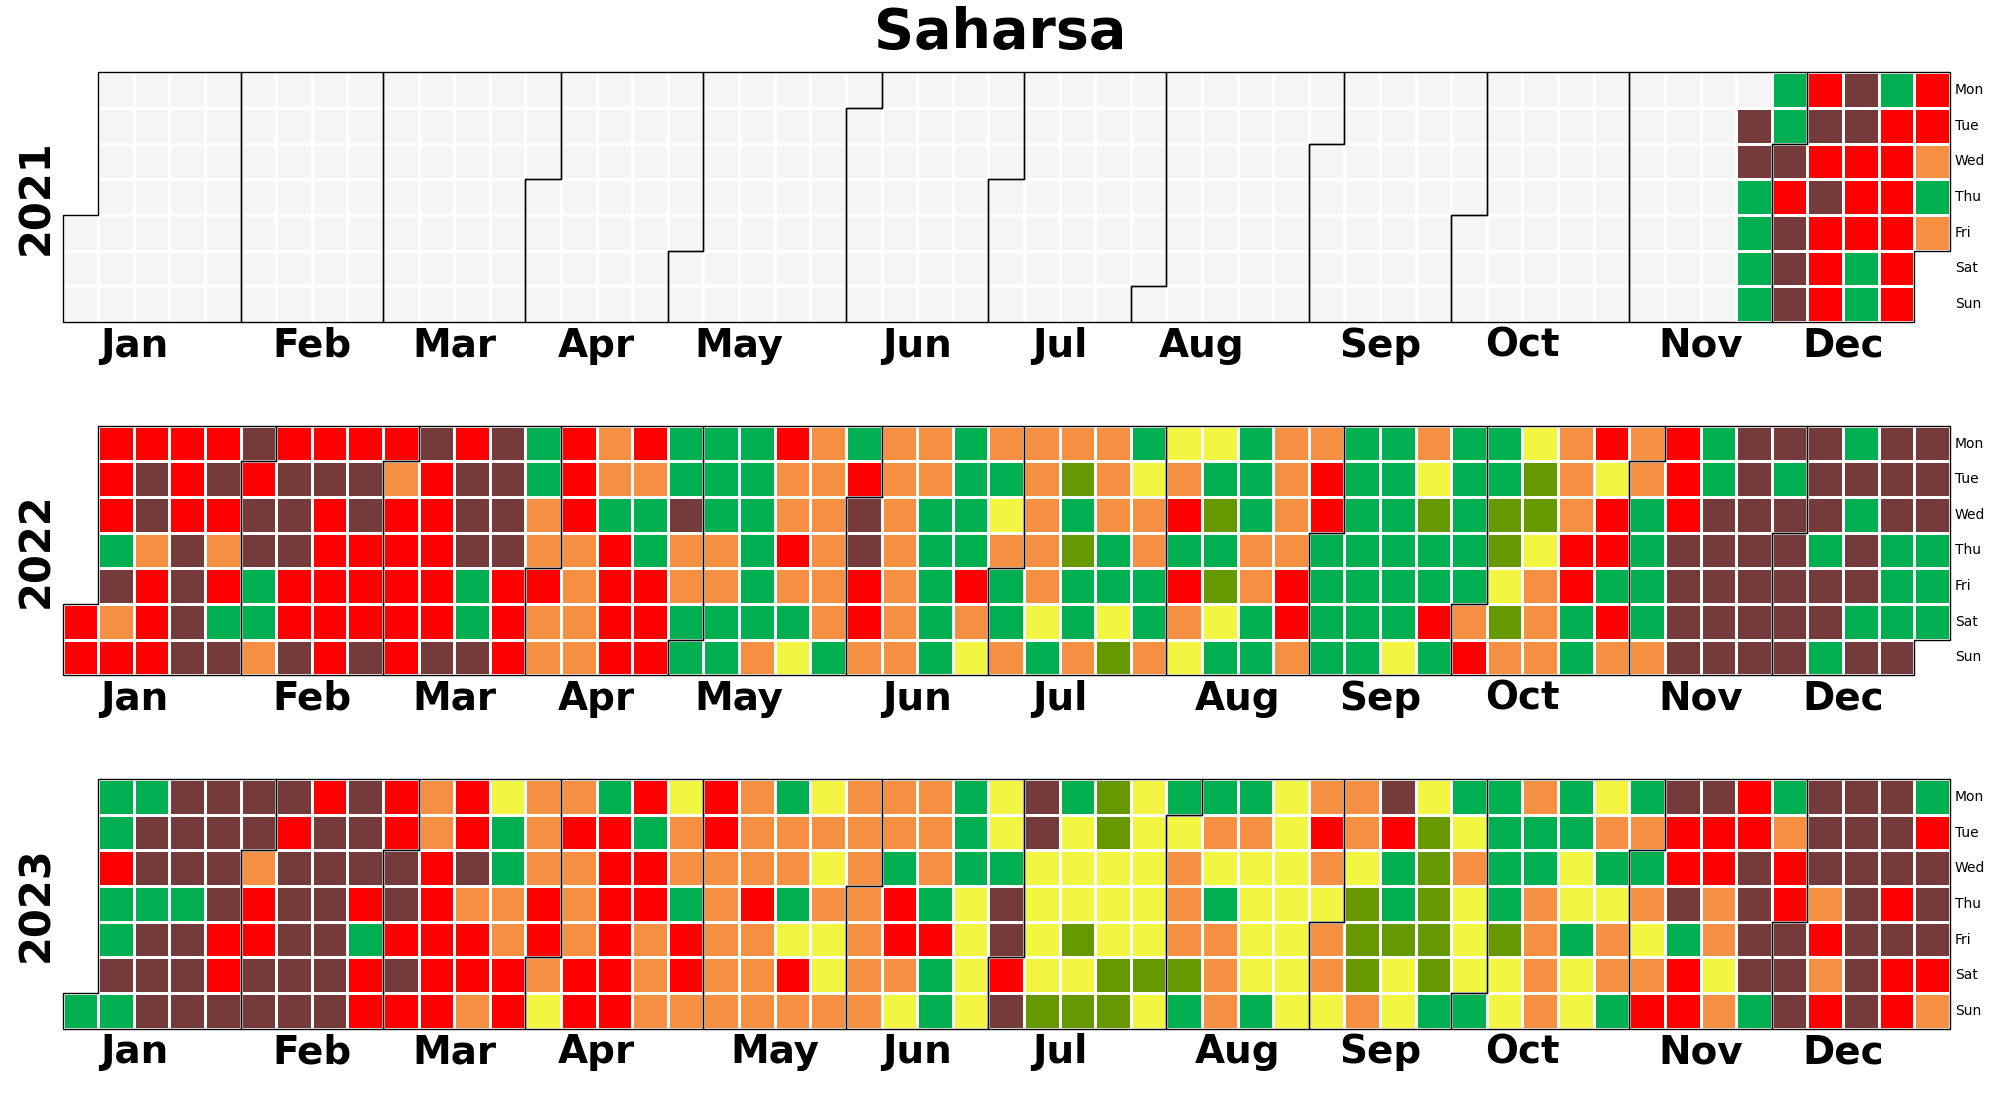 Saharsa
2021
Mon
Tue
Wed
Thu
Fri
Sat
Sun
Jan Feb Mar Apr May Jun Jul Aug Sep Oct Nov Dec
2022
Mon
Tue
Wed
Thu
Fri
Sat
Sun
Jan Feb Mar Apr May Jun Jul Aug Sep Oct Nov Dec
2023
Mon
Tue
Wed
Thu
Fri
Sat
Sun
Jan Feb Mar Apr May Jun Jul Aug Sep Oct Nov Dec